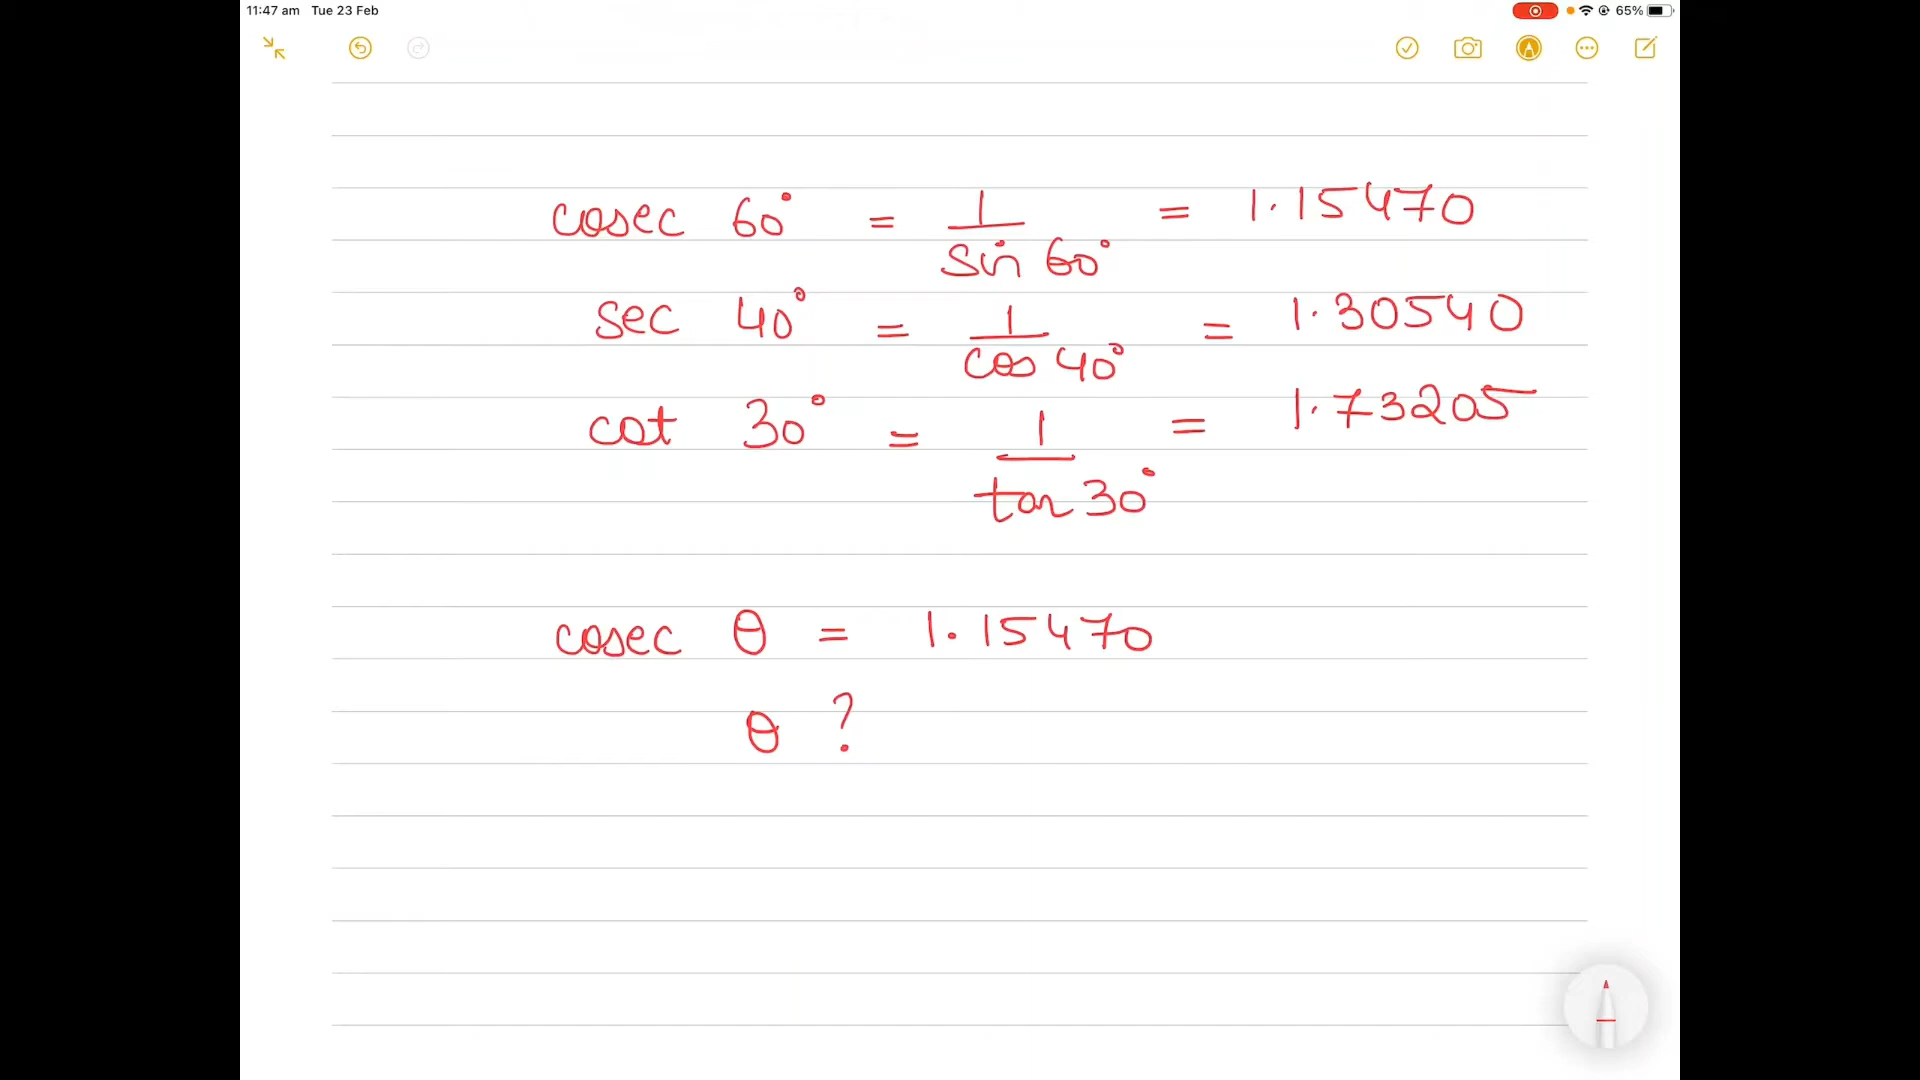 11:47 am Tue 23 Feb 65%
cosec 60° = 1/sin 60° = 1.15470
sec 40° = 1/cos 40° = 1.30540
cot 30° = 1/tan 30° = 1.73205
cosec θ = 1.15470
θ ?